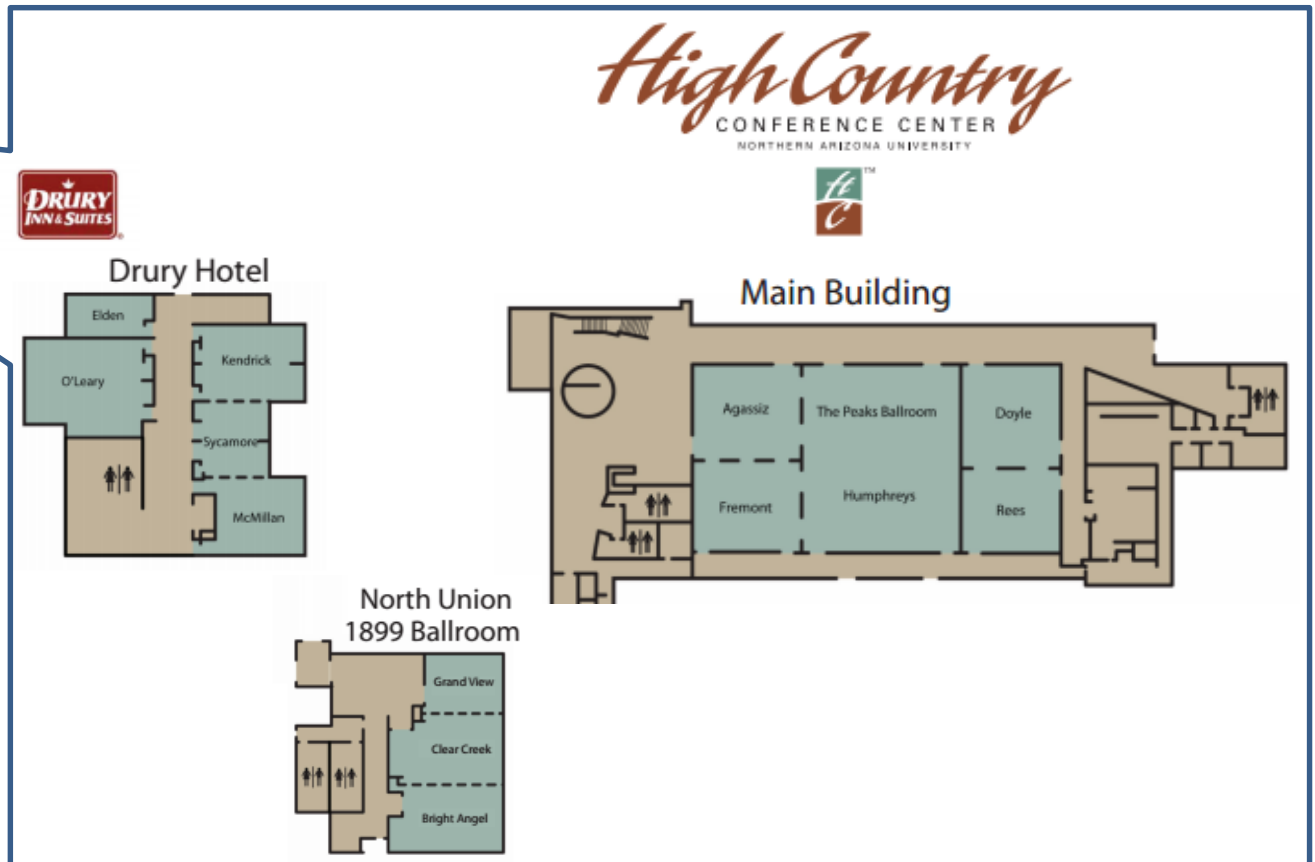 High Country
CONFERENCE CENTER
NORTHERN ARIZONA UNIVERSITY
HC™
DRURY
INN & SUITES®
Drury Hotel
Elden
Kendrick
O'Leary
Sycamore
McMillan
Main Building
Agassiz
The Peaks Ballroom
Doyle
Fremont
Humphreys
Rees
North Union
1899 Ballroom
Grand View
Clear Creek
Bright Angel